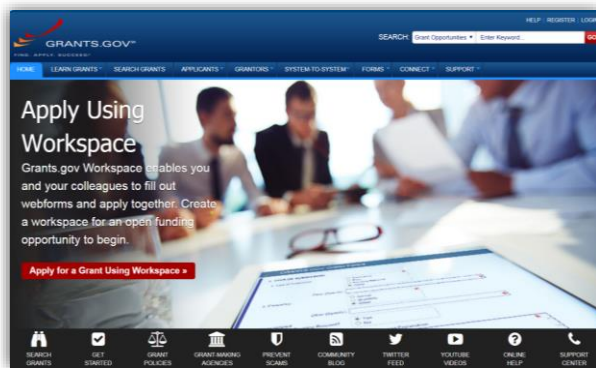 HELP | REGISTER | LOGIN
GRANTS.GOV™
FIND. APPLY. SUCCEED.
SEARCH: Grant Opportunities Enter Keyword... GO
HOME LEARN GRANTS SEARCH GRANTS APPLICANTS GRANTORS SYSTEM-TO-SYSTEM FORMS CONNECT SUPPORT
Apply Using
Workspace
Grants.gov Workspace enables you
and your colleagues to fill out
webforms and apply together. Create
a workspace for an open funding
opportunity to begin.
Apply for a Grant Using Workspace »
SEARCH GET GRANT GRANT-MAKING PREVENT COMMUNITY TWITTER YOUTUBE ONLINE SUPPORT
GRANTS STARTED POLICIES AGENCIES SCAMS BLOG FEED VIDEOS HELP CENTER